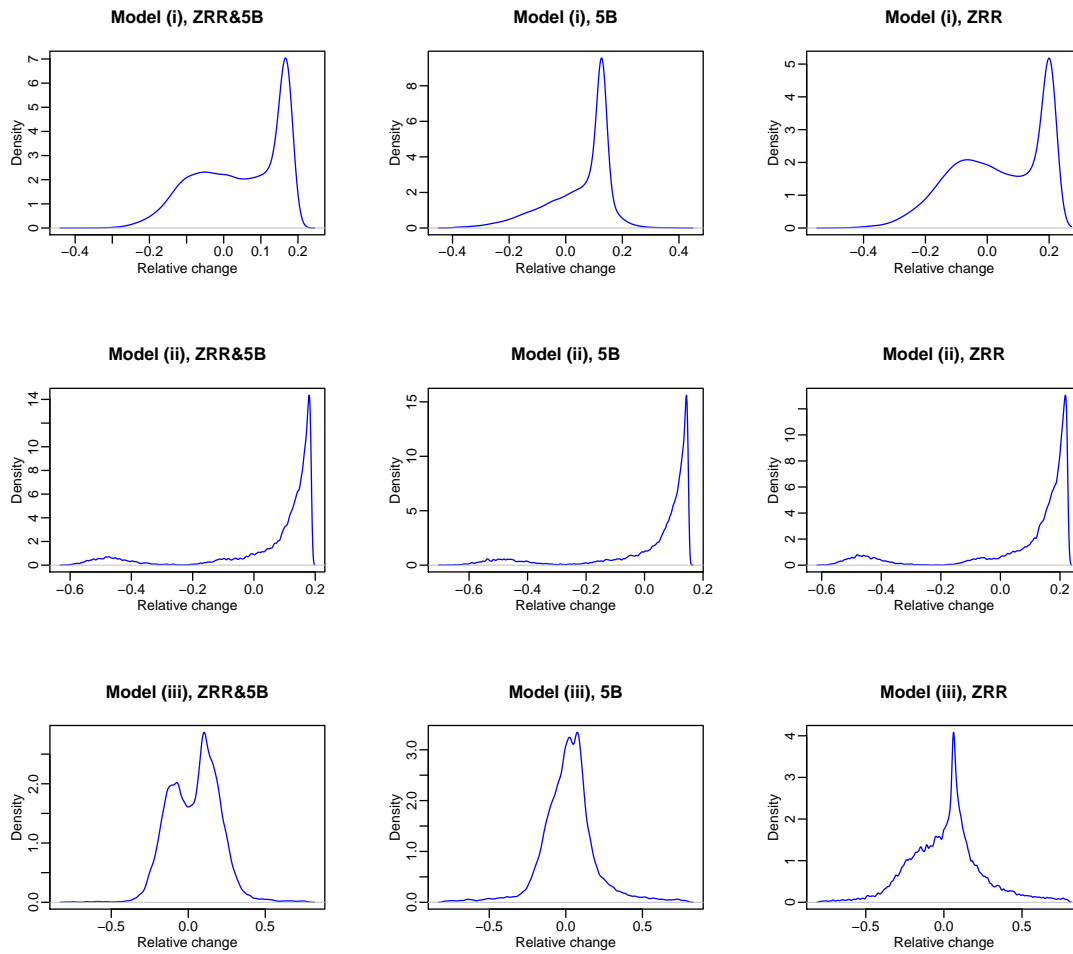 Model (i), ZRR&5B
Density
0 1 2 3 4 5 6 7
−0.4 −0.2 0.0 0.1 0.2
Relative change
Model (i), 5B
Density
0 2 4 6 8
−0.4 −0.2 0.0 0.2 0.4
Relative change
Model (i), ZRR
Density
0 1 2 3 4 5
−0.4 −0.2 0.0 0.2
Relative change
Model (ii), ZRR&5B
Density
0 2 4 6 8 10 14
−0.6 −0.4 −0.2 0.0 0.2
Relative change
Model (ii), 5B
Density
0 5 10 15
−0.6 −0.4 −0.2 0.0 0.2
Relative change
Model (ii), ZRR
Density
0 2 4 6 8 10
−0.6 −0.4 −0.2 0.0 0.2
Relative change
Model (iii), ZRR&5B
Density
0.0 1.0 2.0
−0.5 0.0 0.5
Relative change
Model (iii), 5B
Density
0.0 1.0 2.0 3.0
−0.5 0.0 0.5
Relative change
Model (iii), ZRR
Density
0 1 2 3 4
−0.5 0.0 0.5
Relative change